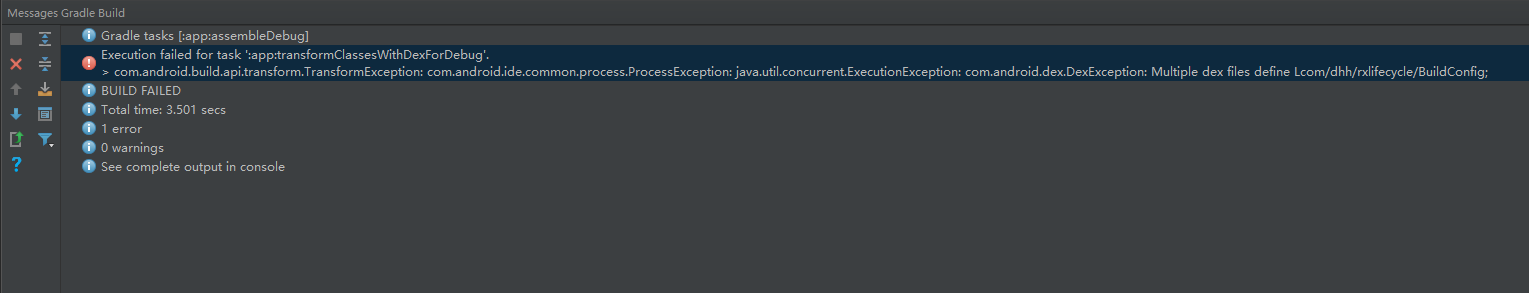 Messages Gradle Build
Gradle tasks [:app:assembleDebug]
Execution failed for task ':app:transformClassesWithDexForDebug'.
> com.android.build.api.transform.TransformException: com.android.ide.common.process.ProcessException: java.util.concurrent.ExecutionException: com.android.dex.DexException: Multiple dex files define Lcom/dhh/rxlifecycle/BuildConfig;
BUILD FAILED
Total time: 3.501 secs
1 error
0 warnings
See complete output in console